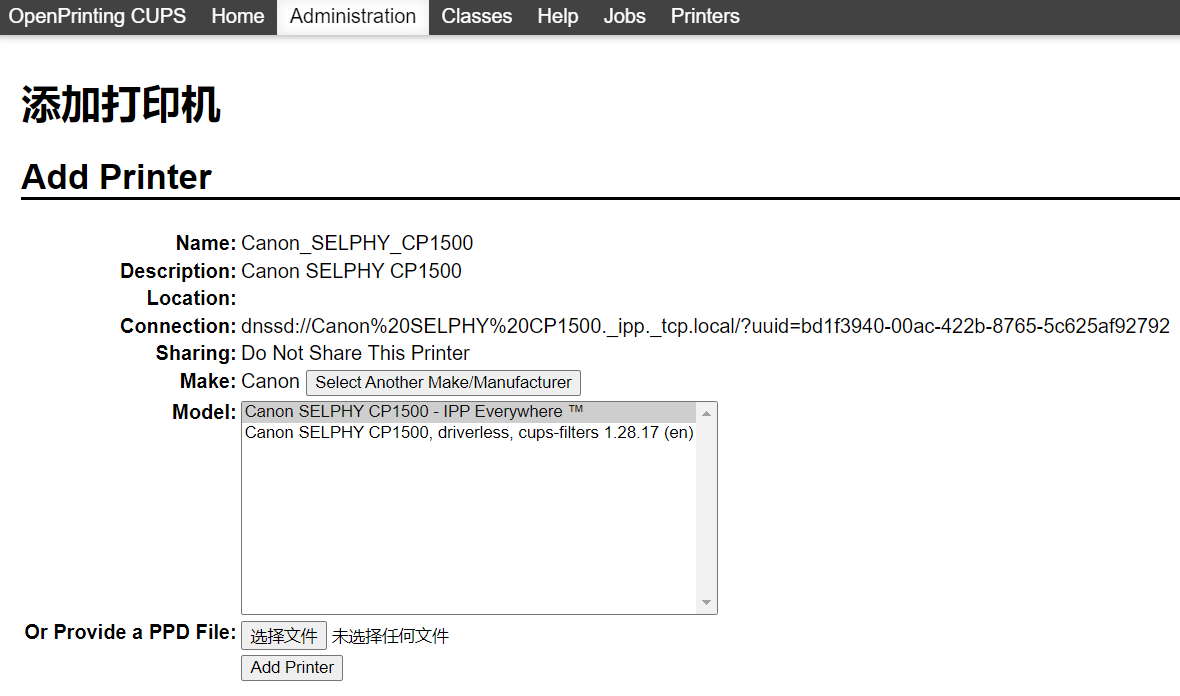 OpenPrinting CUPS Home Administration Classes Help Jobs Printers
添加打印机
Add Printer
Name: Canon_SELPHY_CP1500
Description: Canon SELPHY CP1500
Location:
Connection: dnssd://Canon%20SELPHY%20CP1500._ipp._tcp.local/?uuid=bd1f3940-00ac-422b-8765-5c625af92792
Sharing: Do Not Share This Printer
Make: Canon Select Another Make/Manufacturer
Model: Canon SELPHY CP1500 - IPP Everywhere ™
Canon SELPHY CP1500, driverless, cups-filters 1.28.17 (en)
Or Provide a PPD File: 选择文件 未选择任何文件
Add Printer